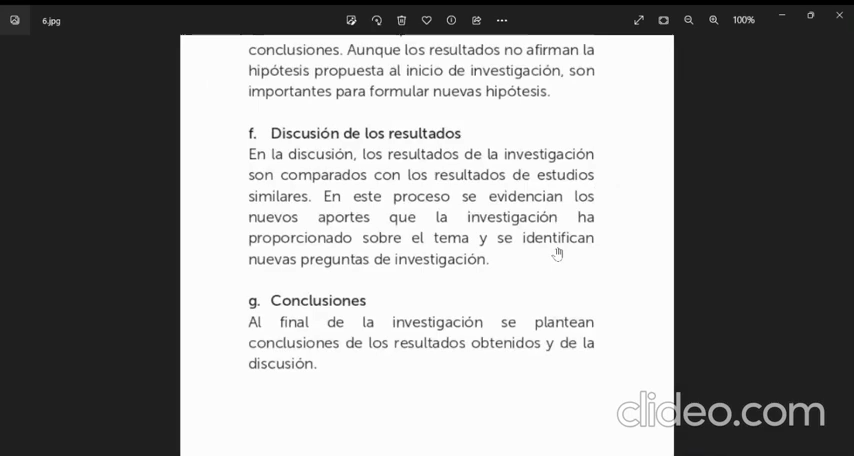 6.jpg
100%
conclusiones. Aunque los resultados no afirman la
hipótesis propuesta al inicio de investigación, son
importantes para formular nuevas hipótesis.
f. Discusión de los resultados
En la discusión, los resultados de la investigación
son comparados con los resultados de estudios
similares. En este proceso se evidencian los
nuevos aportes que la investigación ha
proporcionado sobre el tema y se identifican
nuevas preguntas de investigación.
g. Conclusiones
Al final de la investigación se plantean
conclusiones de los resultados obtenidos y de la
discusión.
clideo.com